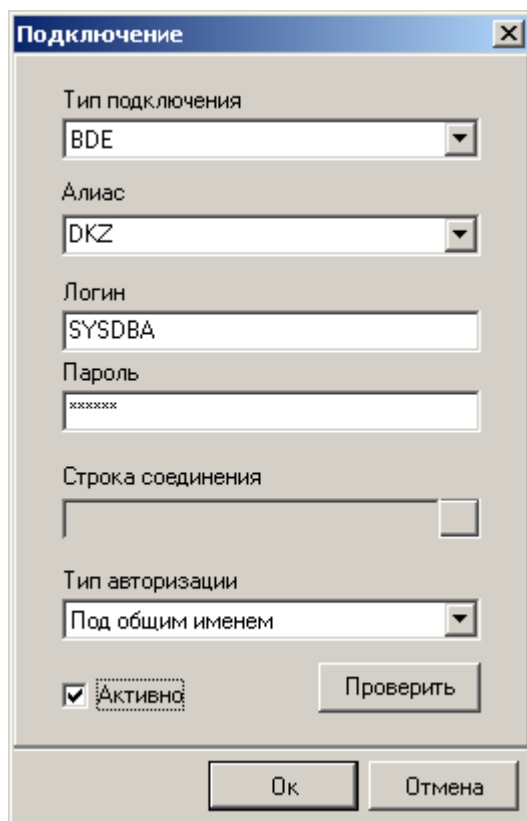 Подключение
Тип подключения
BDE
Алиас
DKZ
Логин
SYSDBA
Пароль
******
Строка соединения
Тип авторизации
Под общим именем
Активно
Проверить
Ок
Отмена